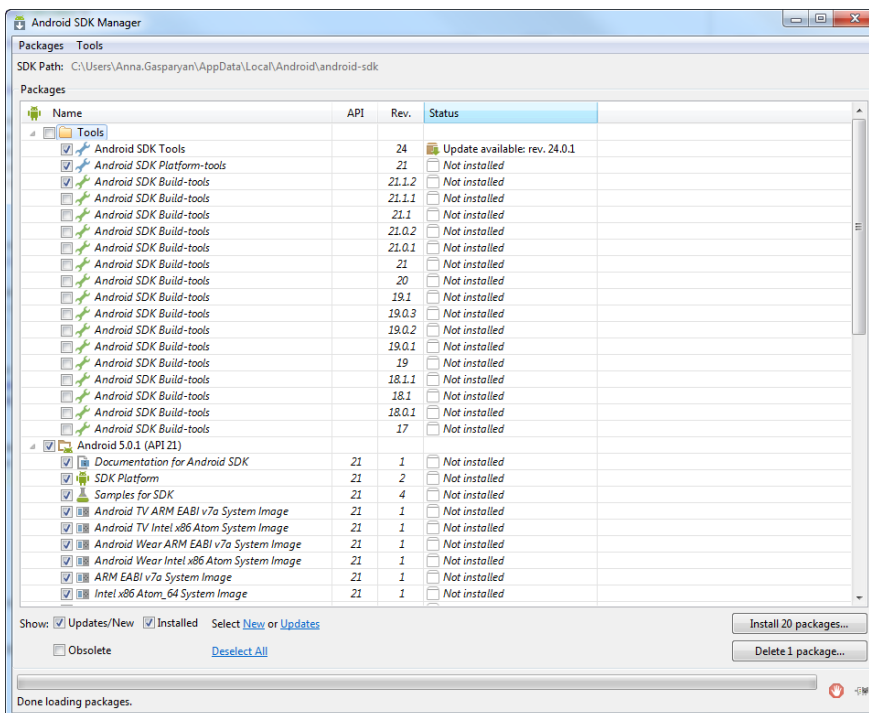 Android SDK Manager
Packages Tools
SDK Path: C:\Users\Anna.Gasparyan\AppData\Local\Android\android-sdk
Packages
Name API Rev. Status
Tools
Android SDK Tools 24 Update available: rev. 24.0.1
Android SDK Platform-tools 21 Not installed
Android SDK Build-tools 21.1.2 Not installed
Android SDK Build-tools 21.1.1 Not installed
Android SDK Build-tools 21.1 Not installed
Android SDK Build-tools 21.0.2 Not installed
Android SDK Build-tools 21.0.1 Not installed
Android SDK Build-tools 21 Not installed
Android SDK Build-tools 20 Not installed
Android SDK Build-tools 19.1 Not installed
Android SDK Build-tools 19.0.3 Not installed
Android SDK Build-tools 19.0.2 Not installed
Android SDK Build-tools 19.0.1 Not installed
Android SDK Build-tools 19 Not installed
Android SDK Build-tools 18.1.1 Not installed
Android SDK Build-tools 18.1 Not installed
Android SDK Build-tools 18.0.1 Not installed
Android SDK Build-tools 17 Not installed
Android 5.0.1 (API 21)
Documentation for Android SDK 21 1 Not installed
SDK Platform 21 2 Not installed
Samples for SDK 21 4 Not installed
Android TV ARM EABI v7a System Image 21 1 Not installed
Android TV Intel x86 Atom System Image 21 1 Not installed
Android Wear ARM EABI v7a System Image 21 1 Not installed
Android Wear Intel x86 Atom System Image 21 1 Not installed
ARM EABI v7a System Image 21 1 Not installed
Intel x86 Atom_64 System Image 21 1 Not installed
Show: Updates/New Installed Select New or Updates Install 20 packages...
Obsolete Deselect All Delete 1 package...
Done loading packages.